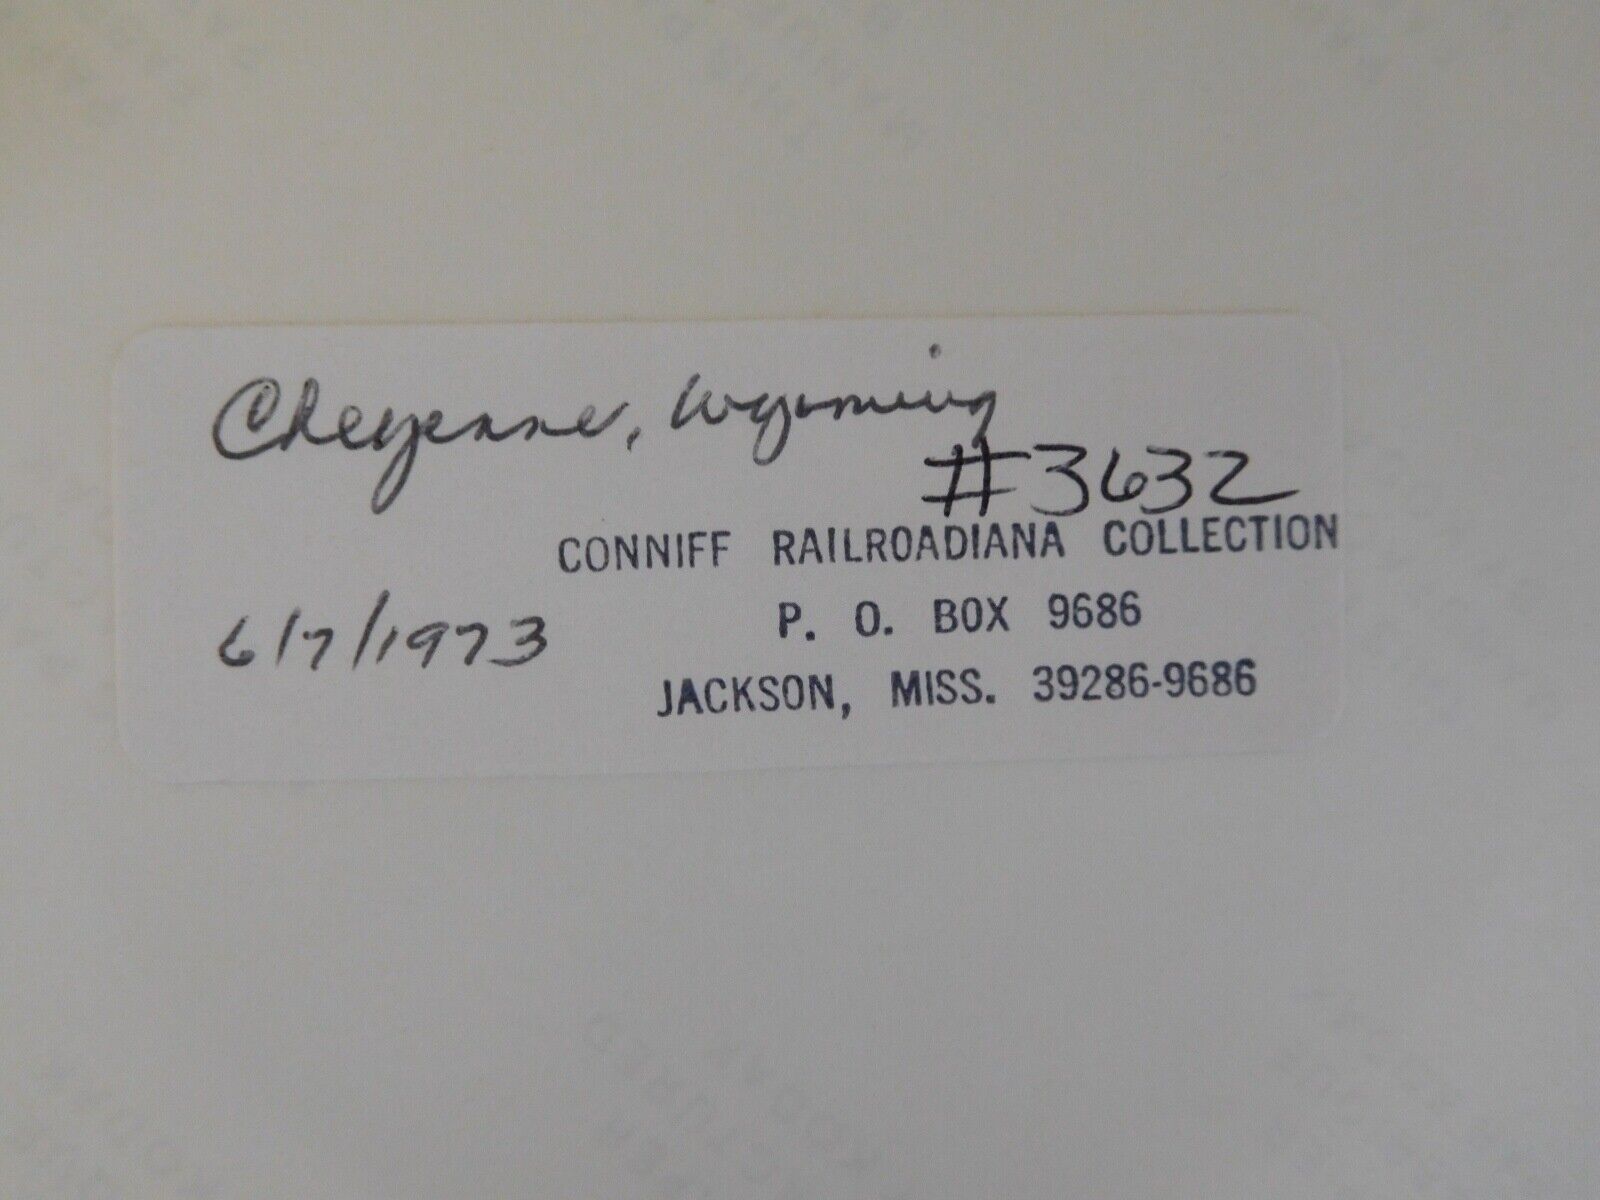 Cheyenne, Wyoming
#3632
CONNIFF RAILROADIANA COLLECTION
P. O. BOX 9686
6/7/1973
JACKSON, MISS. 39286-9686